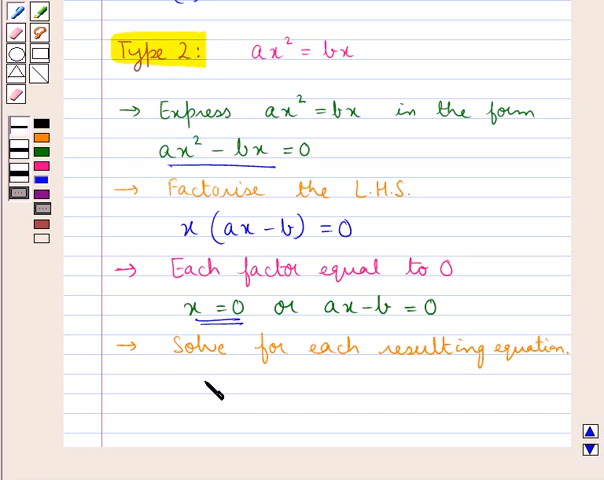 Type 2: ax² = bx
→ Express ax² = bx in the form
ax² - bx = 0
→ Factorise the L.H.S.
x (ax - b) = 0
→ Each factor equal to 0
x = 0 or ax - b = 0
→ Solve for each resulting equation.